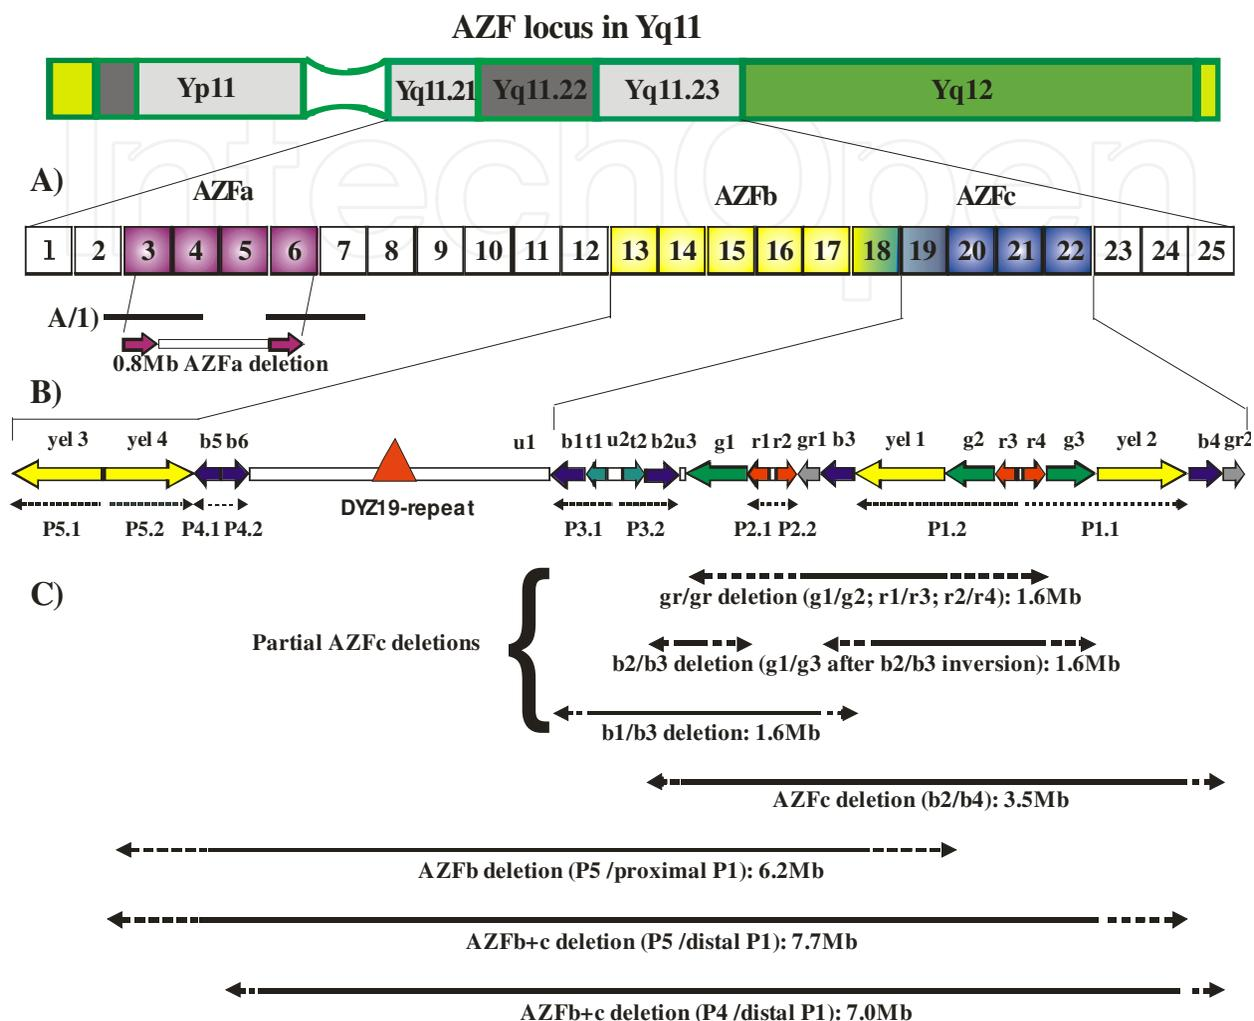 AZF locus in Yq11
Yp11 Yq11.21 Yq11.22 Yq11.23 Yq12
IntechOpen
A)
AZFa AZFb AZFc
1 2 3 4 5 6 7 8 9 10 11 12 13 14 15 16 17 18 19 20 21 22 23 24 25
A/1)
0.8Mb AZFa deletion
B)
yel 3 yel 4 b5 b6 u1 b1 t1 u2 t2 b2 u3 g1 r1 r2 gr1 b3 yel 1 g2 r3 r4 g3 yel 2 b4 gr2
DYZ19-repeat
P5.1 P5.2 P4.1 P4.2 P3.1 P3.2 P2.1 P2.2 P1.2 P1.1
C)
gr/gr deletion (g1/g2; r1/r3; r2/r4): 1.6Mb
Partial AZFc deletions
b2/b3 deletion (g1/g3 after b2/b3 inversion): 1.6Mb
b1/b3 deletion: 1.6Mb
AZFc deletion (b2/b4): 3.5Mb
AZFb deletion (P5 /proximal P1): 6.2Mb
AZFb+c deletion (P5 /distal P1): 7.7Mb
AZFb+c deletion (P4 /distal P1): 7.0Mb